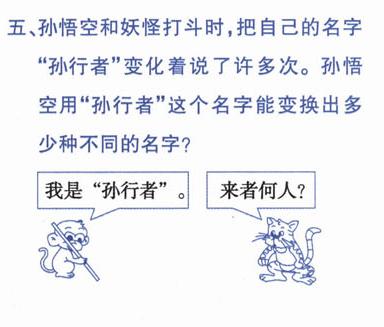 五、孙悟空和妖怪打斗时,把自己的名字
“孙行者”变化着说了许多次。孙悟
空用“孙行者”这个名字能变换出多
少种不同的名字?
我是“孙行者”。
来者何人?